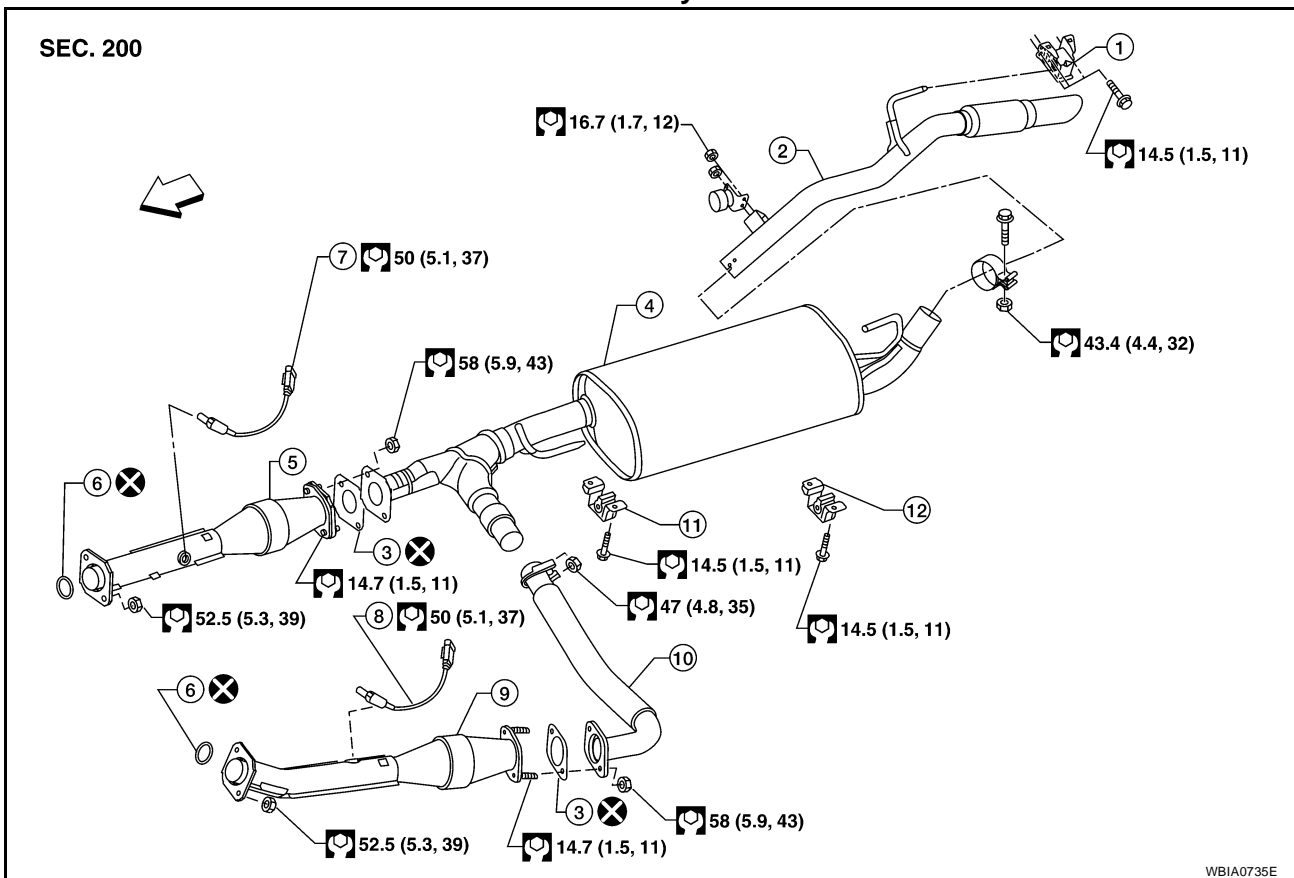 SEC. 200
1
16.7 (1.7, 12)
2
14.5 (1.5, 11)
7 50 (5.1, 37)
4
43.4 (4.4, 32)
58 (5.9, 43)
5
6
11
12
3
14.5 (1.5, 11)
14.7 (1.5, 11)
47 (4.8, 35)
52.5 (5.3, 39)
8 50 (5.1, 37)
14.5 (1.5, 11)
10
6
9
3
58 (5.9, 43)
52.5 (5.3, 39)
14.7 (1.5, 11)
WBIA0735E